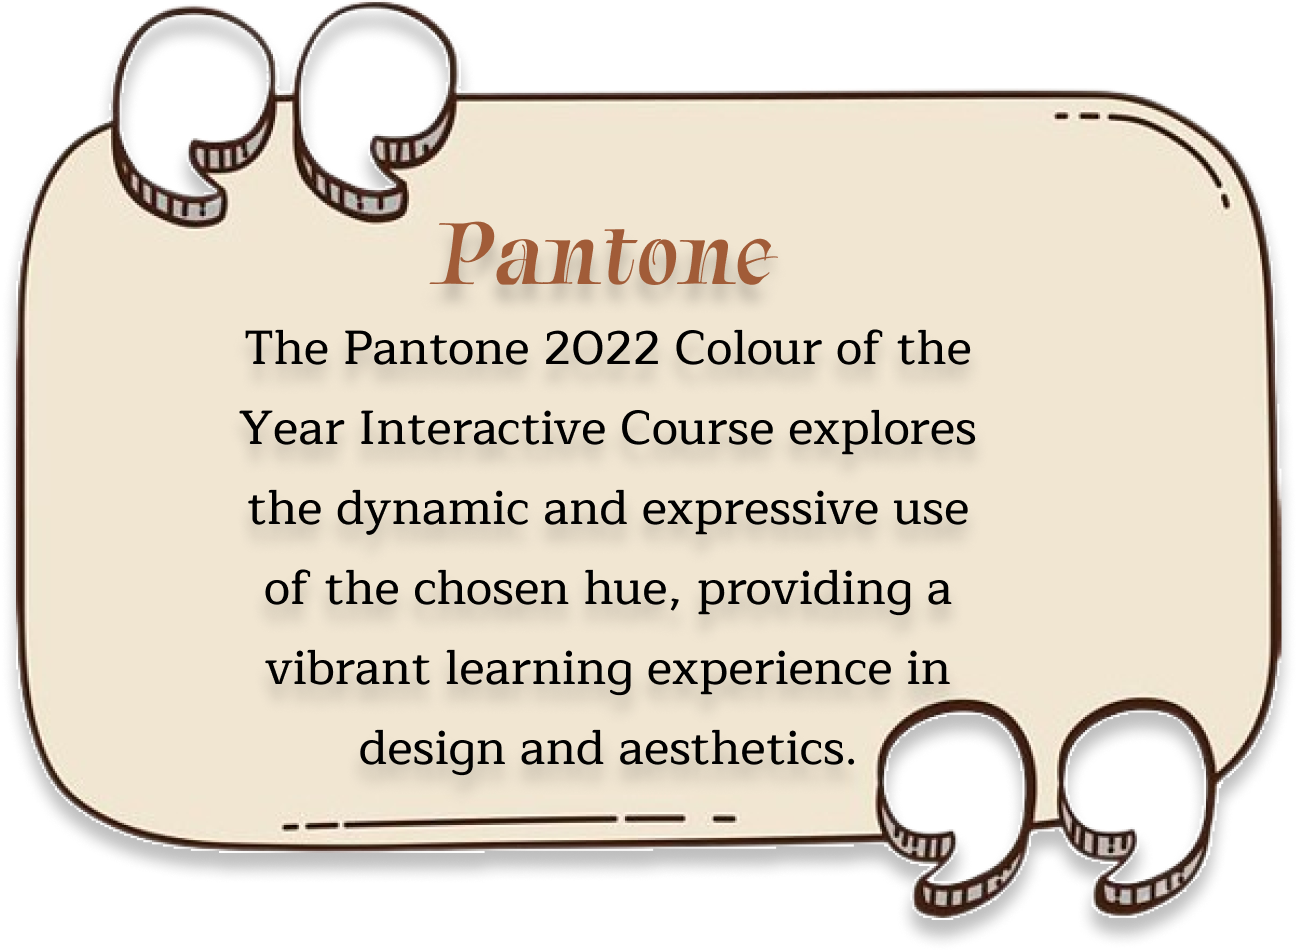 Pantone
The Pantone 2022 Colour of the
Year Interactive Course explores
the dynamic and expressive use
of the chosen hue, providing a
vibrant learning experience in
design and aesthetics.